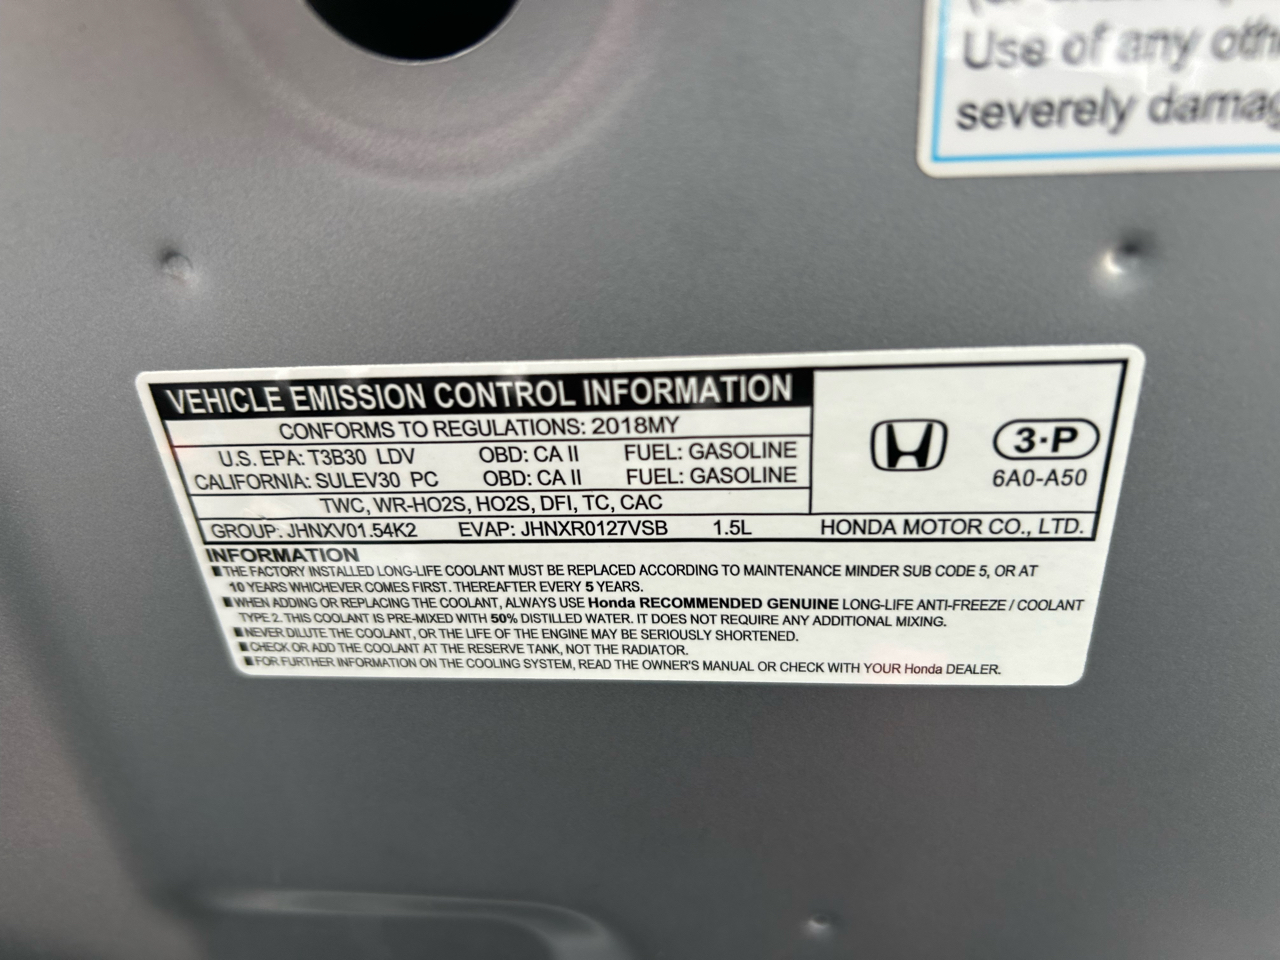 Use of any
severely
VEHICLE EMISSION CONTROL INFORMATION
CONFORMS TO REGULATIONS: 2018MY
U.S. EPA: T3B30 LDV OBD: CA II FUEL: GASOLINE
CALIFORNIA: SULEV30 PC OBD: CA II FUEL: GASOLINE
TWC, WR-HO2S, HO2S, DFI, TC, CAC
3·P
6A0-A50
GROUP: JHNXV01.54K2 EVAP: JHNXR0127VSB 1.5L HONDA MOTOR CO., LTD.
INFORMATION
■THE FACTORY INSTALLED LONG-LIFE COOLANT MUST BE REPLACED ACCORDING TO MAINTENANCE MINDER SUB CODE 5, OR AT
10 YEARS WHICHEVER COMES FIRST. THEREAFTER EVERY 5 YEARS.
■WHEN ADDING OR REPLACING THE COOLANT, ALWAYS USE Honda RECOMMENDED GENUINE LONG-LIFE ANTI-FREEZE / COOLANT
TYPE 2. THIS COOLANT IS PRE-MIXED WITH 50% DISTILLED WATER. IT DOES NOT REQUIRE ANY ADDITIONAL MIXING.
■NEVER DILUTE THE COOLANT, OR THE LIFE OF THE ENGINE MAY BE SERIOUSLY SHORTENED.
■CHECK OR ADD THE COOLANT AT THE RESERVE TANK, NOT THE RADIATOR.
■FOR FURTHER INFORMATION ON THE COOLING SYSTEM, READ THE OWNER'S MANUAL OR CHECK WITH YOUR Honda DEALER.